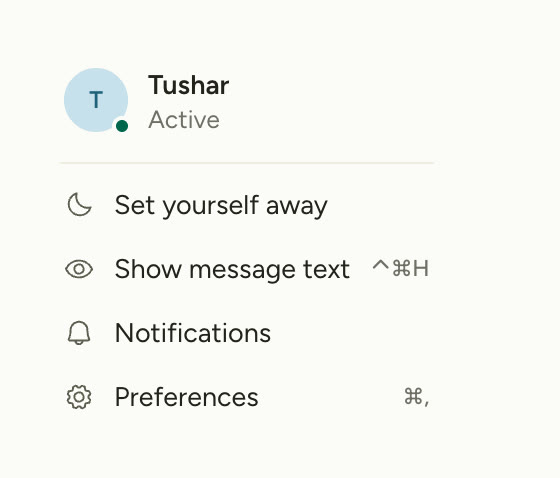 T
Tushar
Active
Set yourself away
Show message text ^⌘H
Notifications
Preferences ⌘,